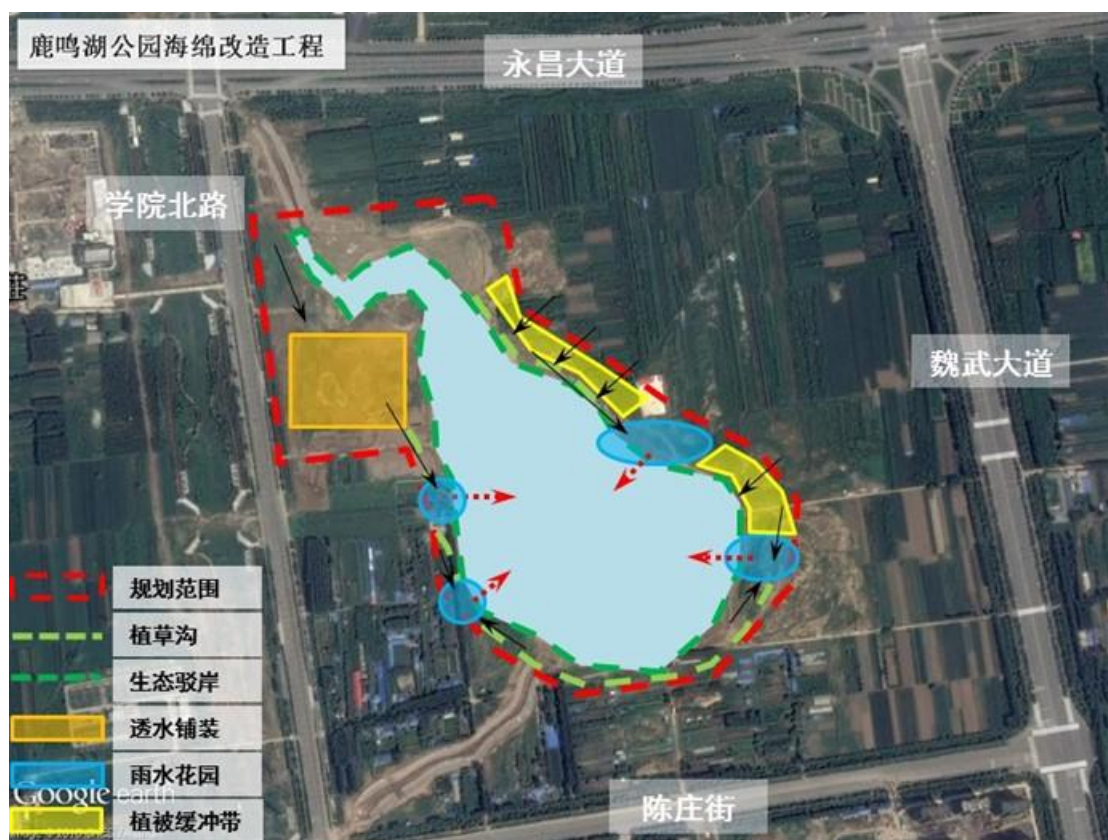 鹿鸣湖公园海绵改造工程
永昌大道
学院北路
魏武大道
规划范围
植草沟
生态驳岸
透水铺装
雨水花园
Google earth
植被缓冲带
陈庄街